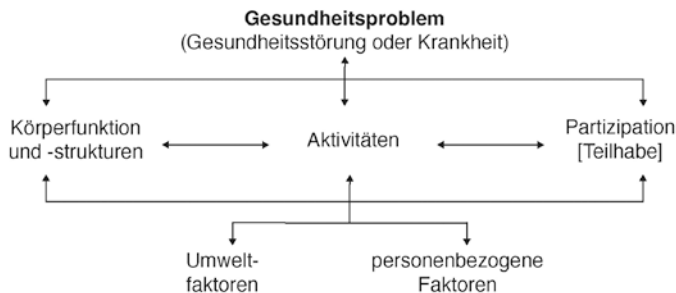 Gesundheitsproblem
(Gesundheitsstörung oder Krankheit)
Körperfunktion
und -strukturen
Aktivitäten
Partizipation
[Teilhabe]
Umwelt-
faktoren
personenbezogene
Faktoren